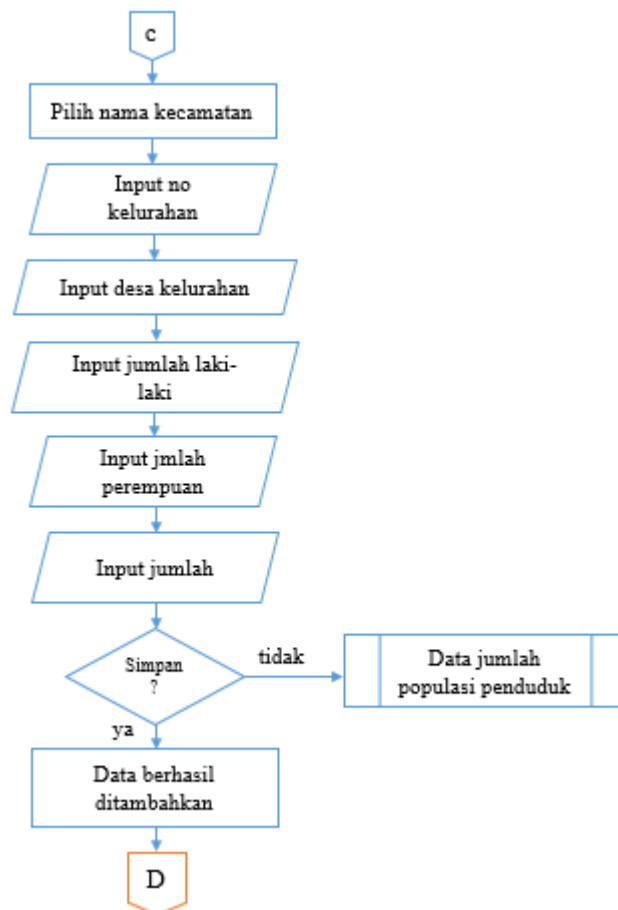 c
Pilih nama kecamatan
Input no
kelurahan
Input desa kelurahan
Input jumlah laki-
laki
Input jmlah
perempuan
Input jumlah
Simpan
?
tidak
Data jumlah
populasi penduduk
ya
Data berhasil
ditambahkan
D